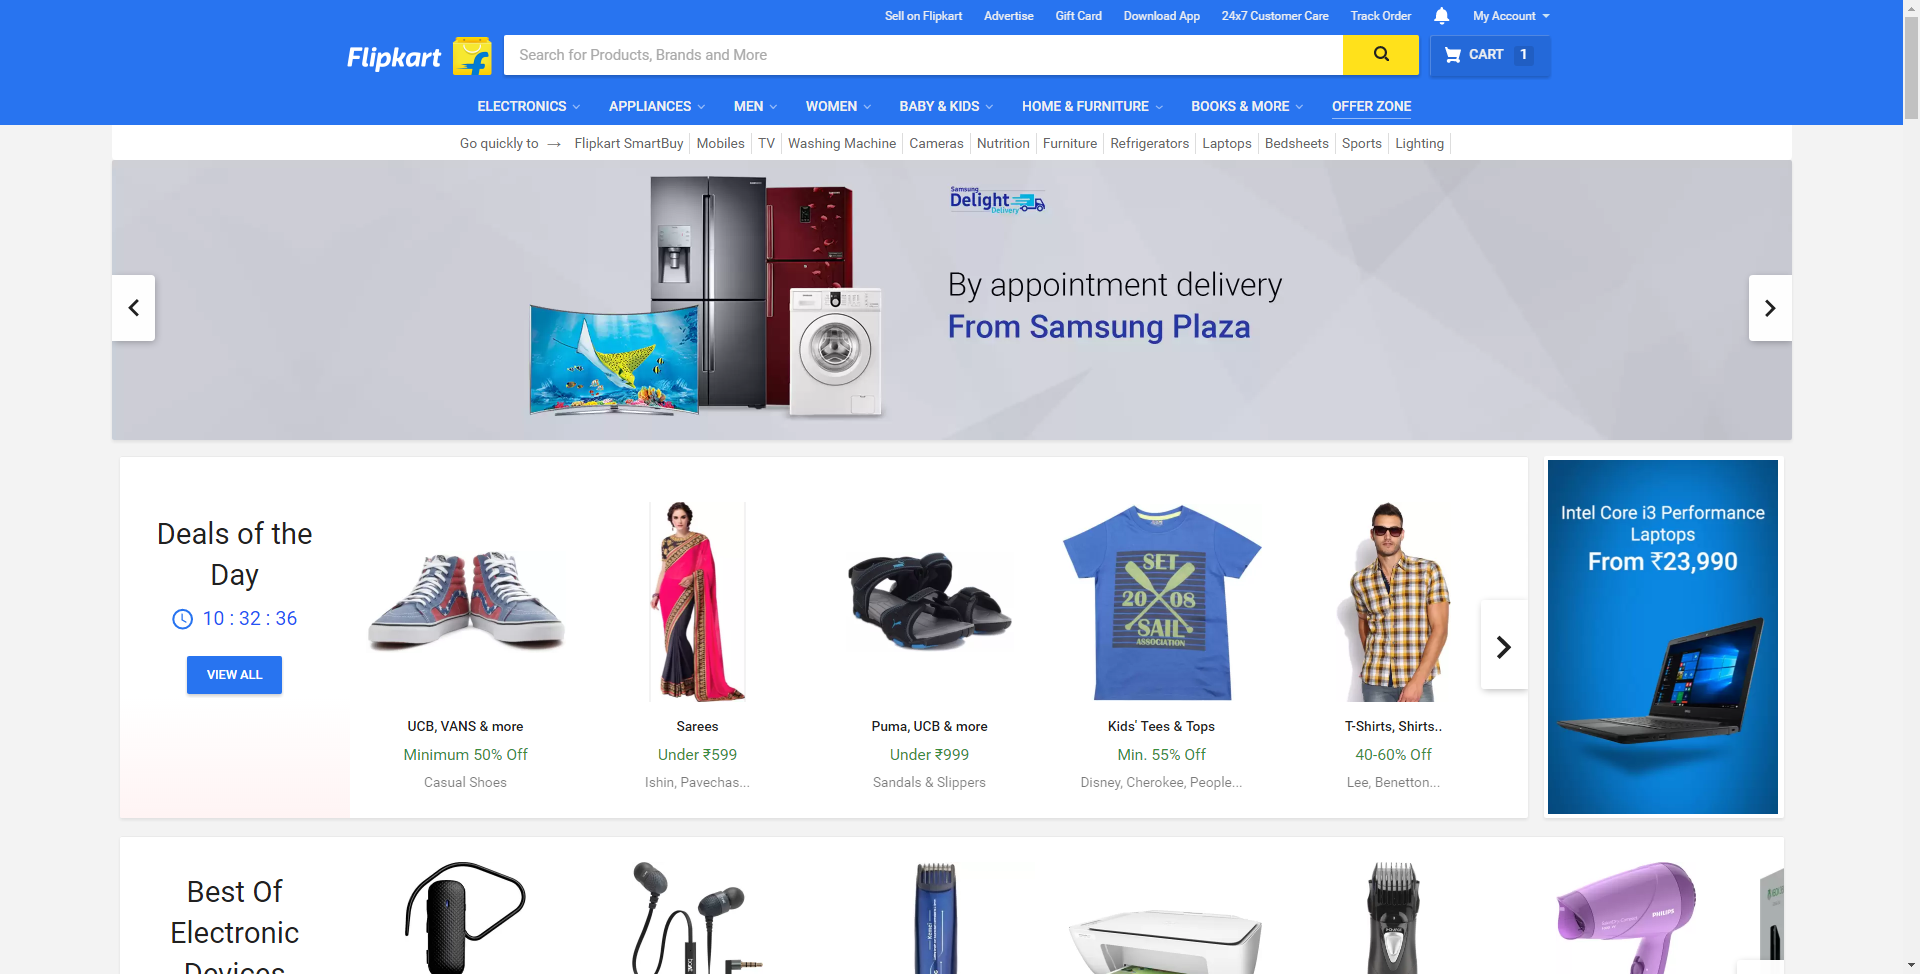 Sell on Flipkart Advertise Gift Card Download App 24x7 Customer Care Track Order My Account
Flipkart
Search for Products, Brands and More
CART 1
ELECTRONICS APPLIANCES MEN WOMEN BABY & KIDS HOME & FURNITURE BOOKS & MORE OFFER ZONE
Go quickly to → Flipkart SmartBuy Mobiles TV Washing Machine Cameras Nutrition Furniture Refrigerators Laptops Bedsheets Sports Lighting
Samsung
Delight
Delivery
By appointment delivery
From Samsung Plaza
Deals of the
Day
10 : 32 : 36
VIEW ALL
SET
20 08
SAIL
ASSOCIATION
UCB, VANS & more
Minimum 50% Off
Casual Shoes
Sarees
Under ₹599
Ishin, Pavechas...
Puma, UCB & more
Under ₹999
Sandals & Slippers
Kids' Tees & Tops
Min. 55% Off
Disney, Cherokee, People...
T-Shirts, Shirts..
40-60% Off
Lee, Benetton...
Intel Core i3 Performance
Laptops
From ₹23,990
Best Of
Electronic
Devices
PHILIPS